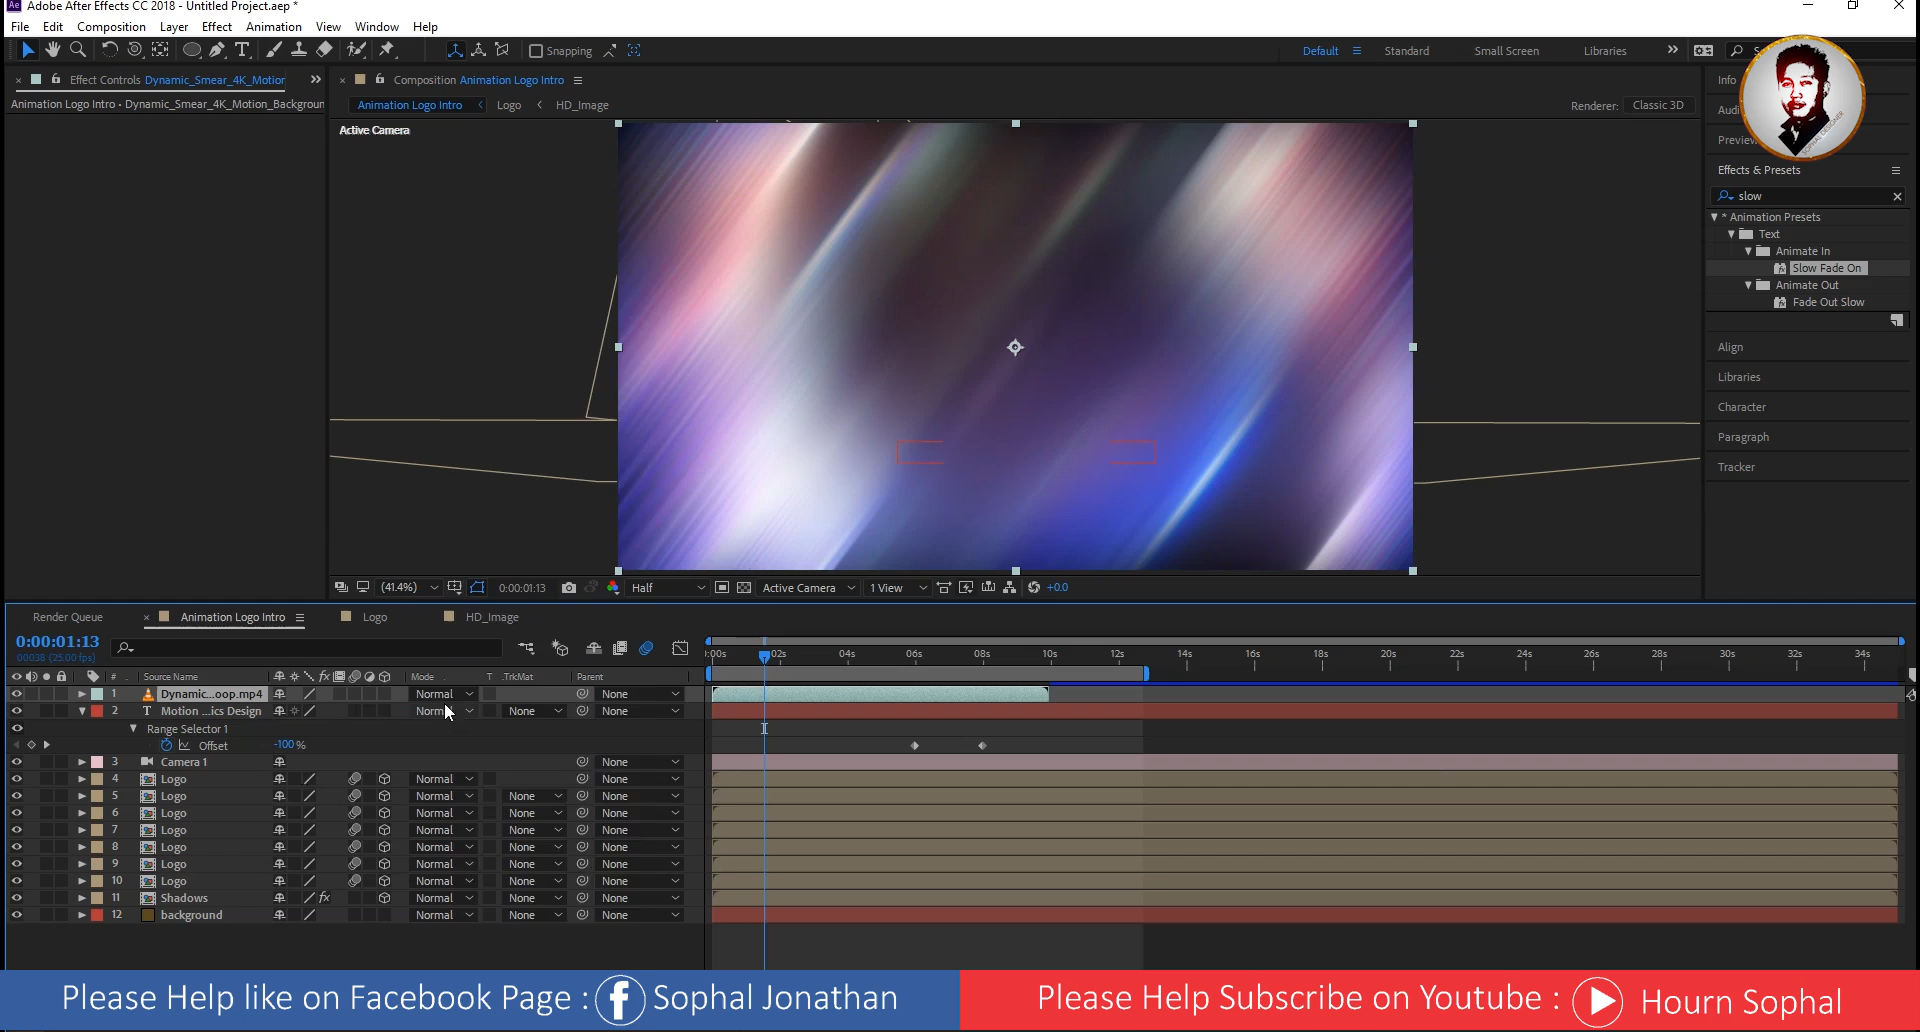 Adobe After Effects CC 2018 - Untitled Project.aep *
File Edit Composition Layer Effect Animation View Window Help
Snapping Default Standard Small Screen Libraries
Effect Controls Dynamic_Smear_4K_Motior
Composition Animation Logo Intro
Info
Animation Logo Intro • Dynamic_Smear_4K_Motion_Backgroun
Animation Logo Intro Logo HD_Image
Renderer: Classic 3D
Active Camera
Preview
Effects & Presets
slow
* Animation Presets
Text
Animate In
Slow Fade On
Animate Out
Fade Out Slow
Align
Libraries
Character
Paragraph
Tracker
(41.4%) 0:00:01:13 Half Active Camera 1 View +0.0
Render Queue Animation Logo Intro Logo HD_Image
0:00:01:13
00038 (25.00 fps)
:00s 02s 04s 06s 08s 10s 12s 14s 16s 18s 20s 22s 24s 26s 28s 30s 32s 34s
# Source Name Mode T .TrkMat Parent
1 Dynamic...oop.mp4 Normal None
2 T Motion ...ics Design Normal None None
Range Selector 1
Offset -100 %
3 Camera 1 None
4 Logo Normal None
5 Logo Normal None None
6 Logo Normal None None
7 Logo Normal None None
8 Logo Normal None None
9 Logo Normal None None
10 Logo Normal None None
11 Shadows fx Normal None None
12 background Normal None None
Please Help like on Facebook Page : f Sophal Jonathan
Please Help Subscribe on Youtube : Hourn Sophal